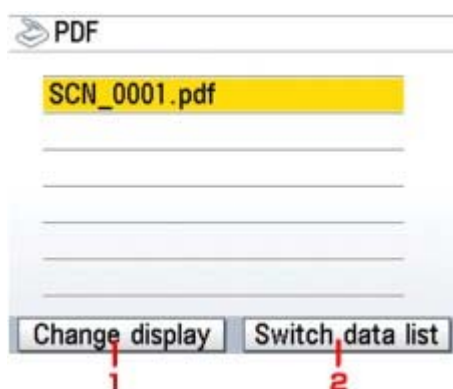 PDF
SCN_0001.pdf
Change display Switch data list
1 2